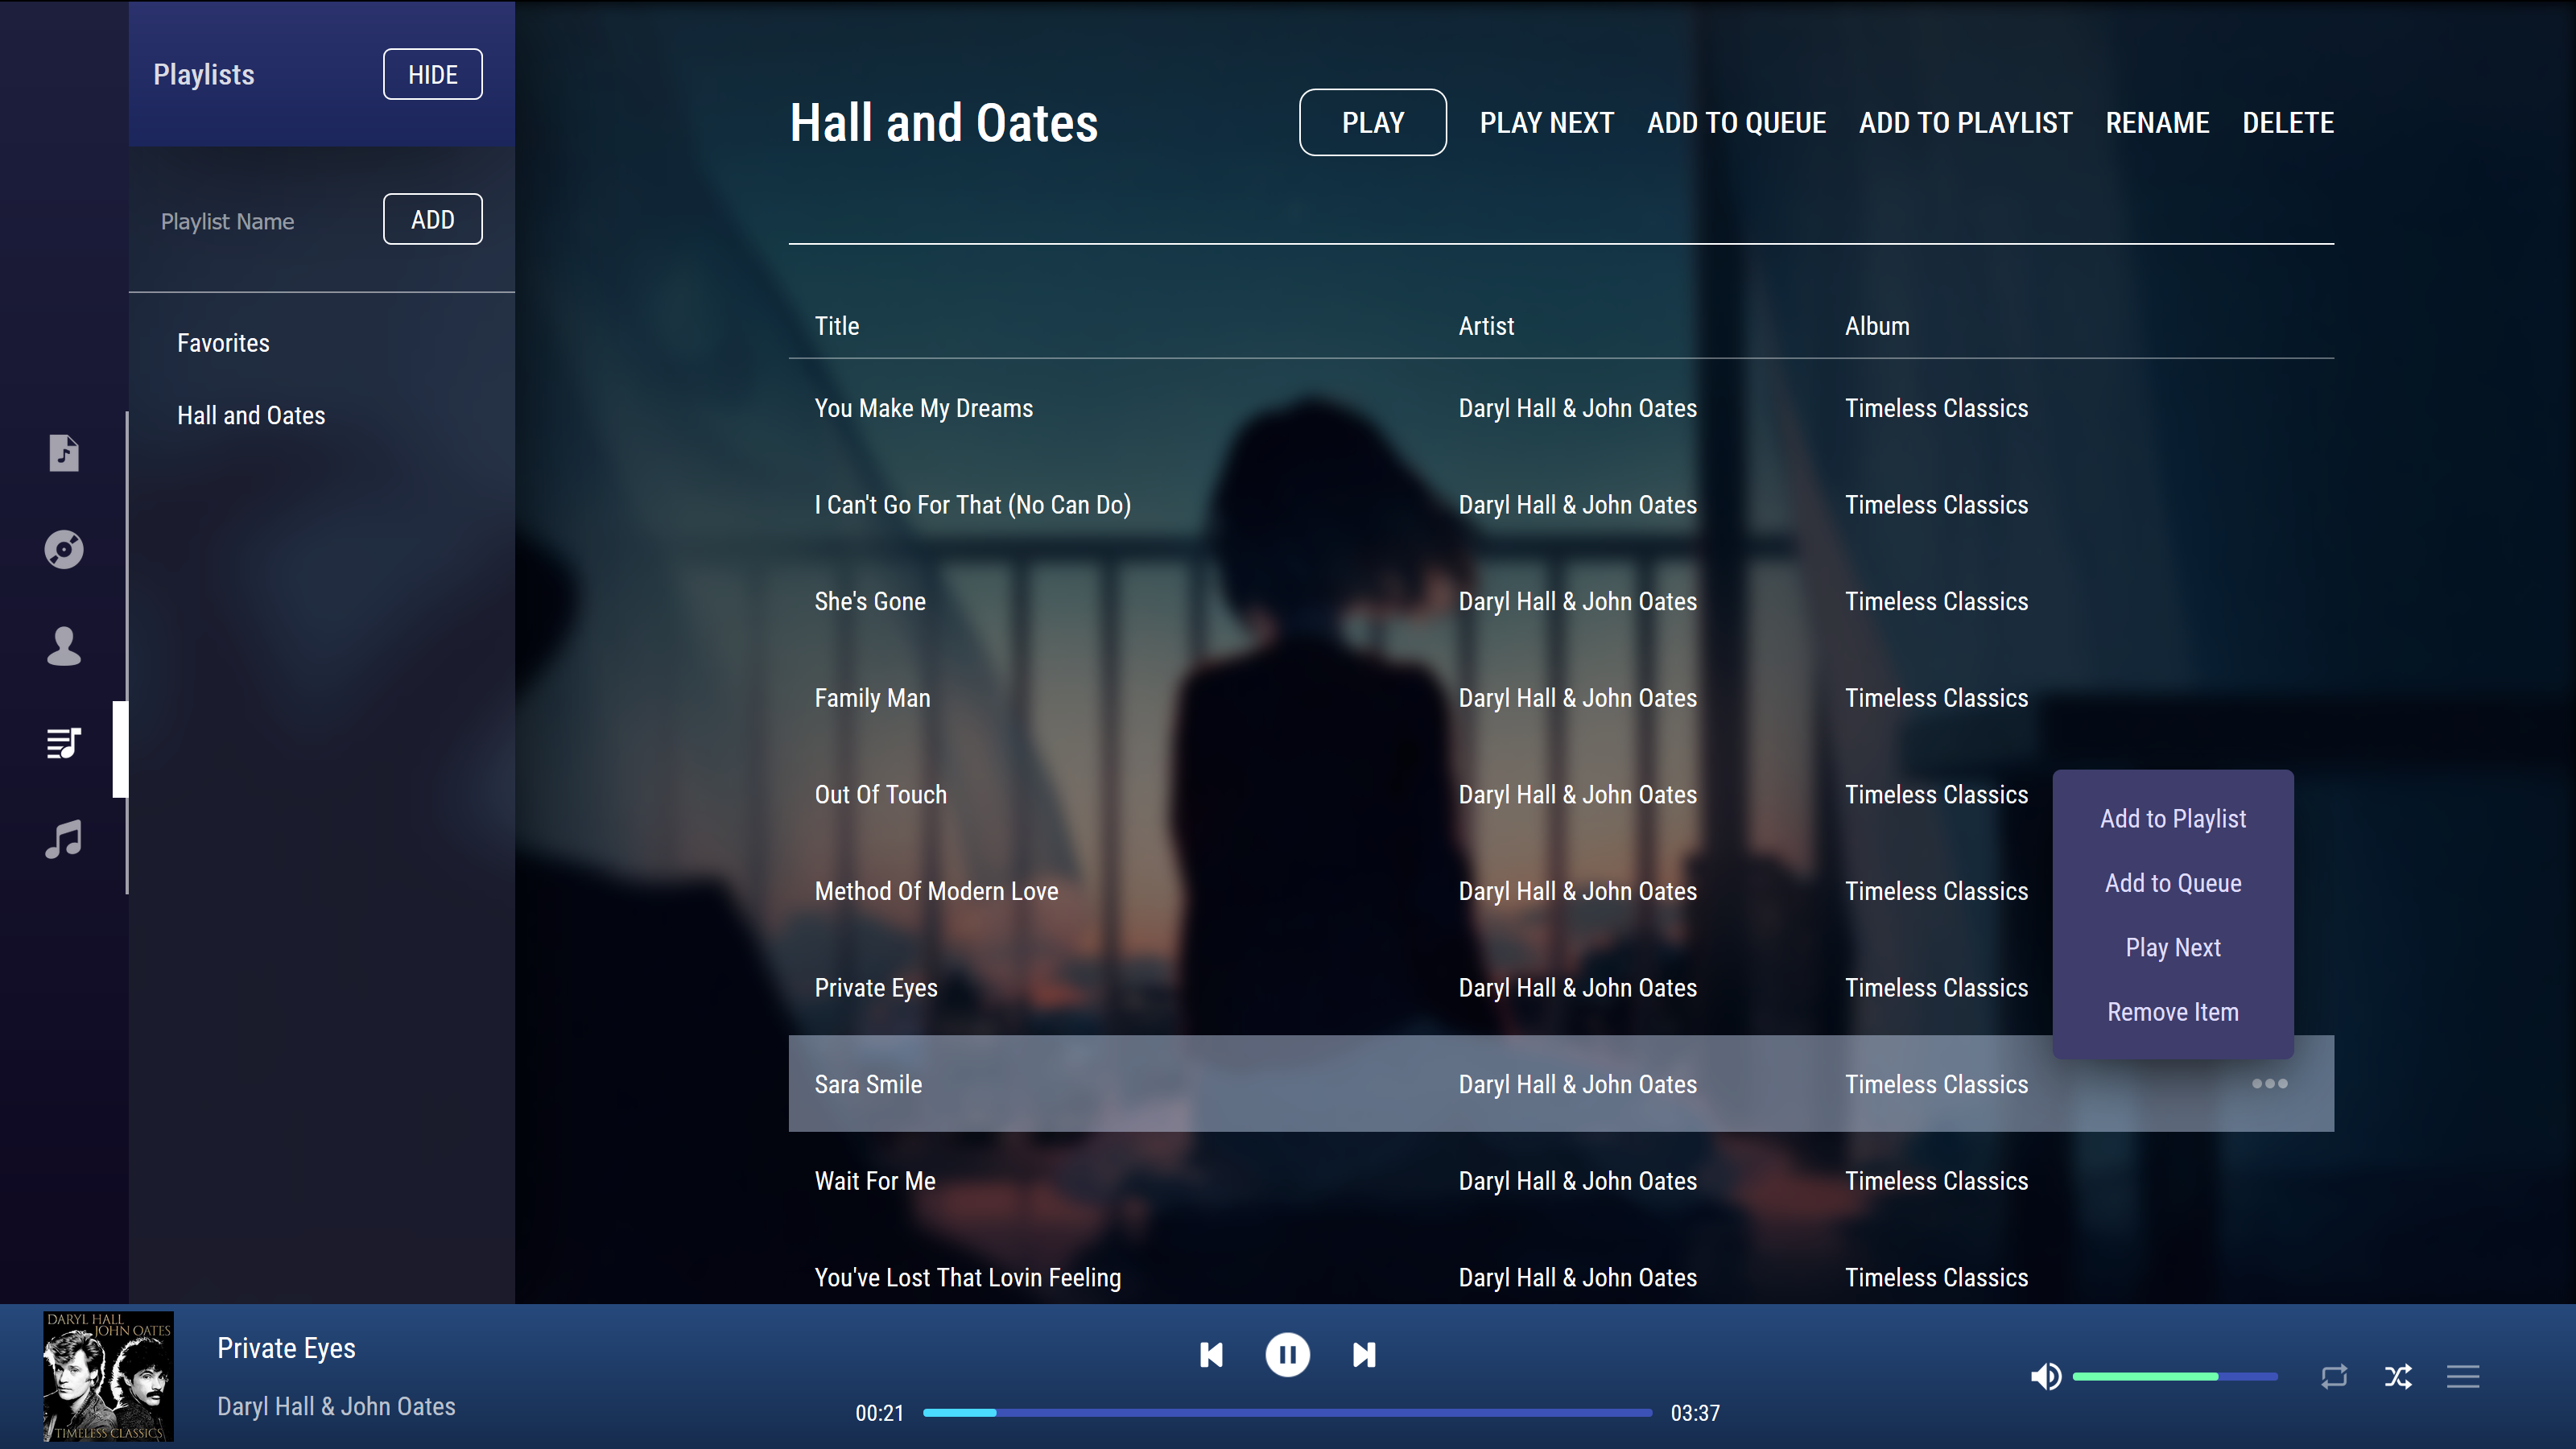 Playlists
HIDE
Playlist Name
ADD
Favorites
Hall and Oates
Hall and Oates
PLAY
PLAY NEXT
ADD TO QUEUE
ADD TO PLAYLIST
RENAME
DELETE
Title Artist Album
You Make My Dreams Daryl Hall & John Oates Timeless Classics
I Can't Go For That (No Can Do) Daryl Hall & John Oates Timeless Classics
She's Gone Daryl Hall & John Oates Timeless Classics
Family Man Daryl Hall & John Oates Timeless Classics
Out Of Touch Daryl Hall & John Oates Timeless Classics
Method Of Modern Love Daryl Hall & John Oates Timeless Classics
Private Eyes Daryl Hall & John Oates Timeless Classics
Sara Smile Daryl Hall & John Oates Timeless Classics
Wait For Me Daryl Hall & John Oates Timeless Classics
You've Lost That Lovin Feeling Daryl Hall & John Oates Timeless Classics
Add to Playlist
Add to Queue
Play Next
Remove Item
DARYL HALL
JOHN OATES
TIMELESS CLASSICS
Private Eyes
Daryl Hall & John Oates
00:21
03:37